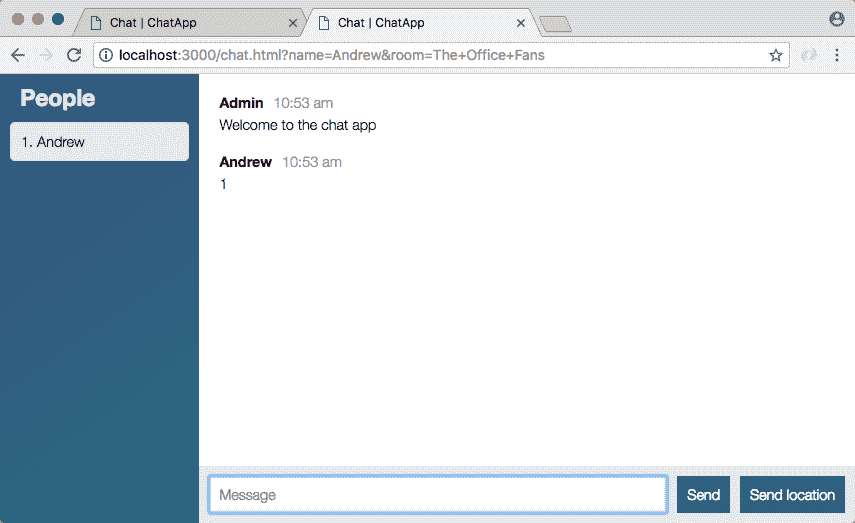 Chat | ChatApp
Chat | ChatApp
localhost:3000/chat.html?name=Andrew&room=The+Office+Fans
People
1. Andrew
Admin 10:53 am
Welcome to the chat app
Andrew 10:53 am
1
Message
Send
Send location